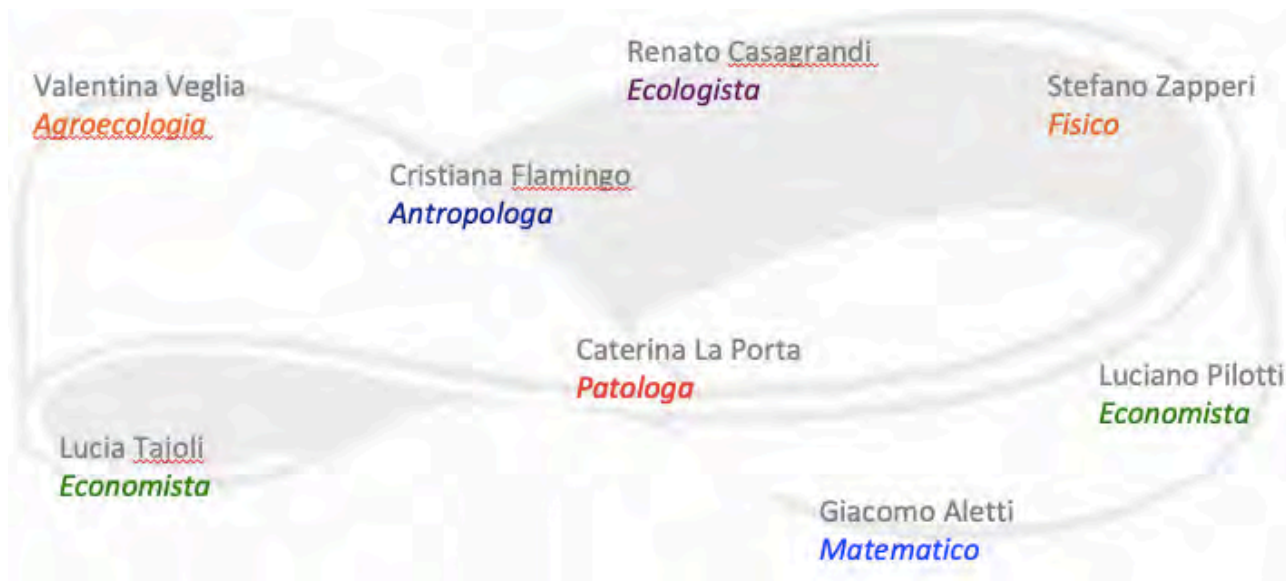 Renato Casagrandi
Ecologista
Valentina Veglia
Agroecologia
Stefano Zapperi
Fisico
Cristiana Flamingo
Antropologa
Caterina La Porta
Patologa
Luciano Pilotti
Economista
Lucia Tajoli
Economista
Giacomo Aletti
Matematico